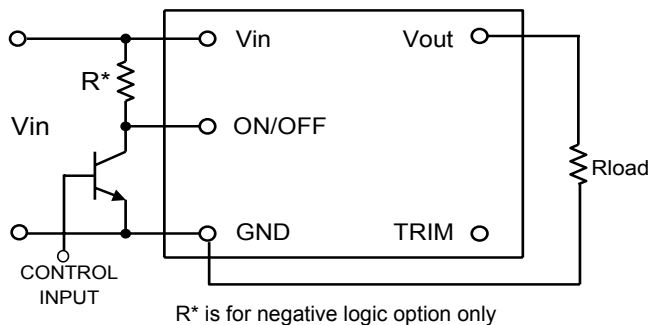 Vin
Vout
R*
Vin
ON/OFF
Rload
GND
TRIM
CONTROL
INPUT
R* is for negative logic option only